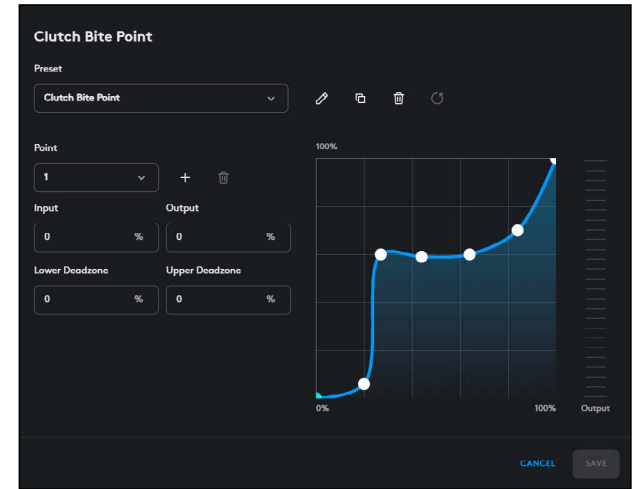 Clutch Bite Point
Preset
Clutch Bite Point
Point
1
Input
Output
0 %
0 %
Lower Deadzone
Upper Deadzone
0 %
0 %
100%
0%
100%
Output
CANCEL
SAVE